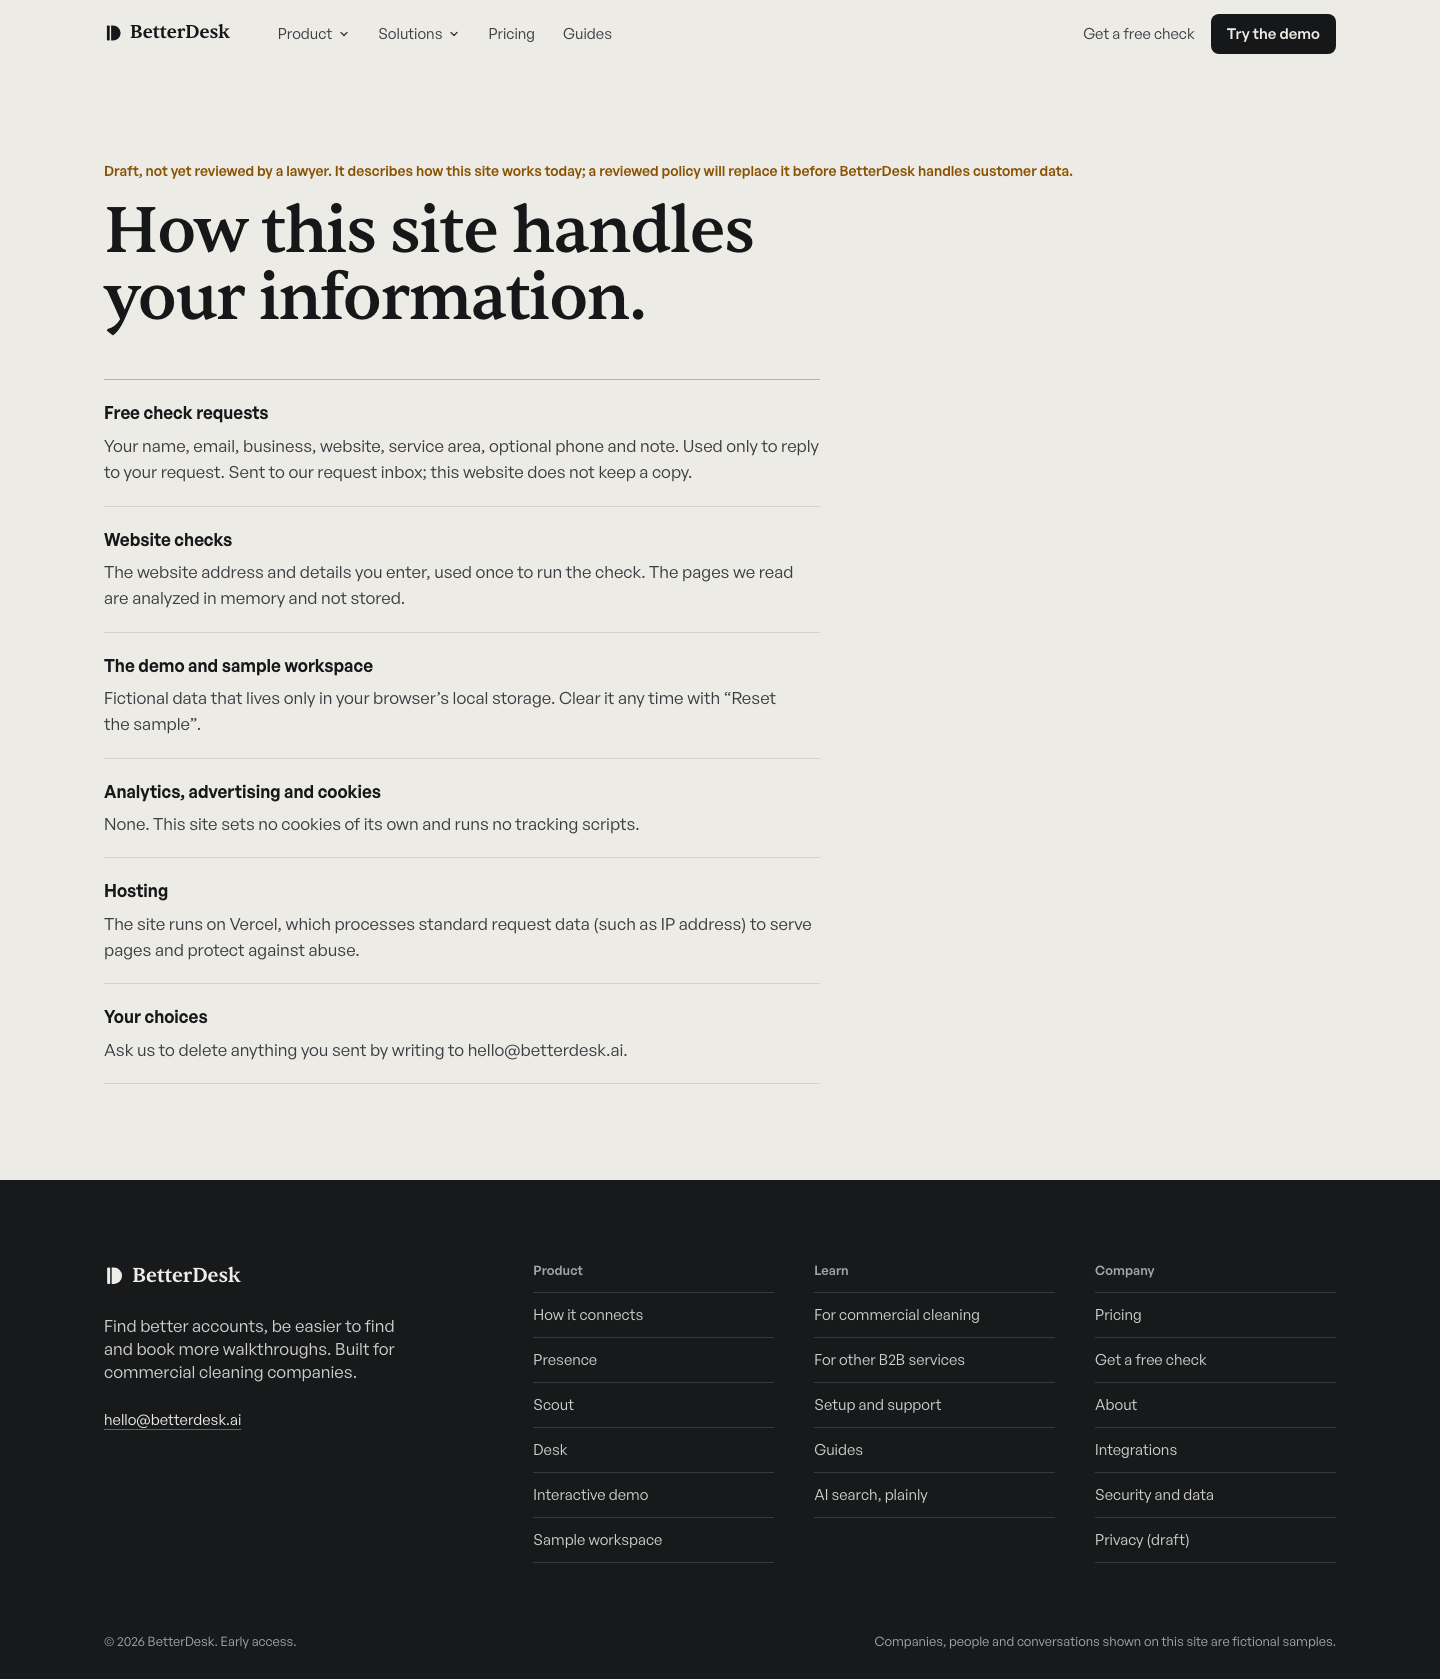 BetterDesk
Product
Solutions
Pricing
Guides
Get a free check
Try the demo
Draft, not yet reviewed by a lawyer. It describes how this site works today; a reviewed policy will replace it before BetterDesk handles customer data.
How this site handles
your information.
Free check requests
Your name, email, business, website, service area, optional phone and note. Used only to reply
to your request. Sent to our request inbox; this website does not keep a copy.
Website checks
The website address and details you enter, used once to run the check. The pages we read
are analyzed in memory and not stored.
The demo and sample workspace
Fictional data that lives only in your browser’s local storage. Clear it any time with “Reset
the sample”.
Analytics, advertising and cookies
None. This site sets no cookies of its own and runs no tracking scripts.
Hosting
The site runs on Vercel, which processes standard request data (such as IP address) to serve
pages and protect against abuse.
Your choices
Ask us to delete anything you sent by writing to hello@betterdesk.ai.
BetterDesk
Find better accounts, be easier to find
and book more walkthroughs. Built for
commercial cleaning companies.
hello@betterdesk.ai
Product
How it connects
Presence
Scout
Desk
Interactive demo
Sample workspace
Learn
For commercial cleaning
For other B2B services
Setup and support
Guides
AI search, plainly
Company
Pricing
Get a free check
About
Integrations
Security and data
Privacy (draft)
© 2026 BetterDesk. Early access.
Companies, people and conversations shown on this site are fictional samples.